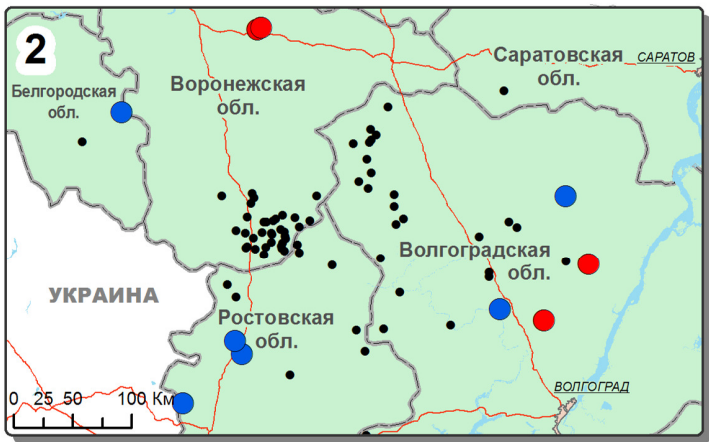 2
Саратовская
обл.
САРАТОВ
Воронежская
обл.
Белгородская
обл.
Волгоградская
обл.
УКРАИНА
Ростовская
обл.
ВОЛГОГРАД
0 25 50 100 Км